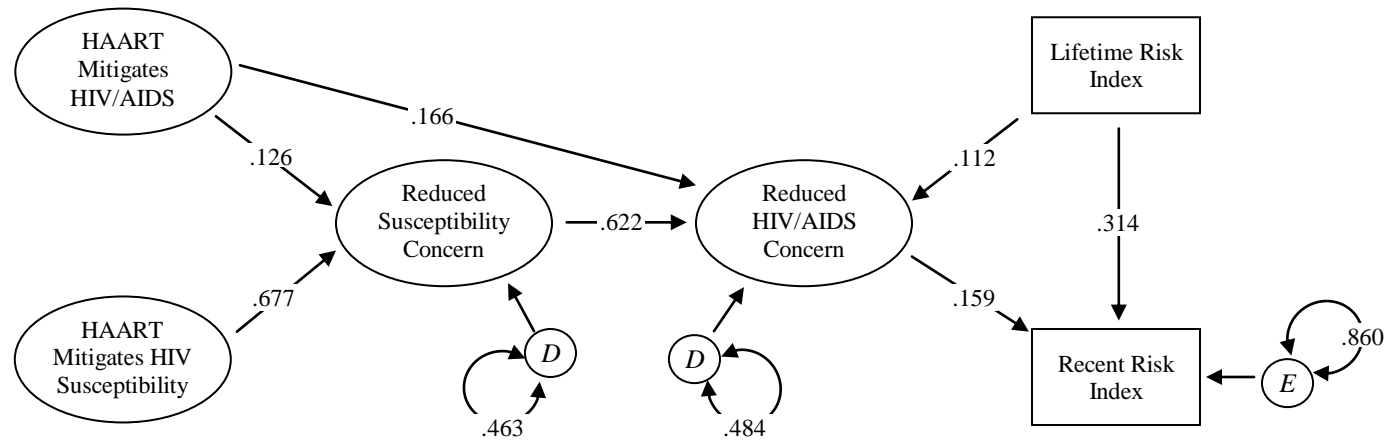 HAART
Mitigates
HIV/AIDS
Lifetime Risk
Index
.166
.126
.112
Reduced
Susceptibility
Concern
.622
Reduced
HIV/AIDS
Concern
.314
.677
.159
HAART
Mitigates HIV
Susceptibility
D
D
Recent Risk
Index
E
.860
.463
.484